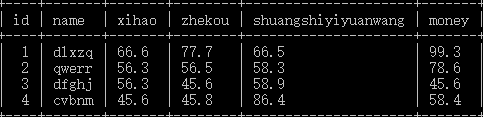 id | name | xihao | zhekou | shuangshiyiyuanwang | money
1 | dlxzq | 66.6 | 77.7 | 66.5 | 99.3
2 | qwerr | 56.3 | 56.5 | 58.3 | 78.6
3 | dfghj | 56.3 | 45.6 | 58.9 | 45.6
4 | cvbnm | 45.6 | 45.8 | 86.4 | 58.4